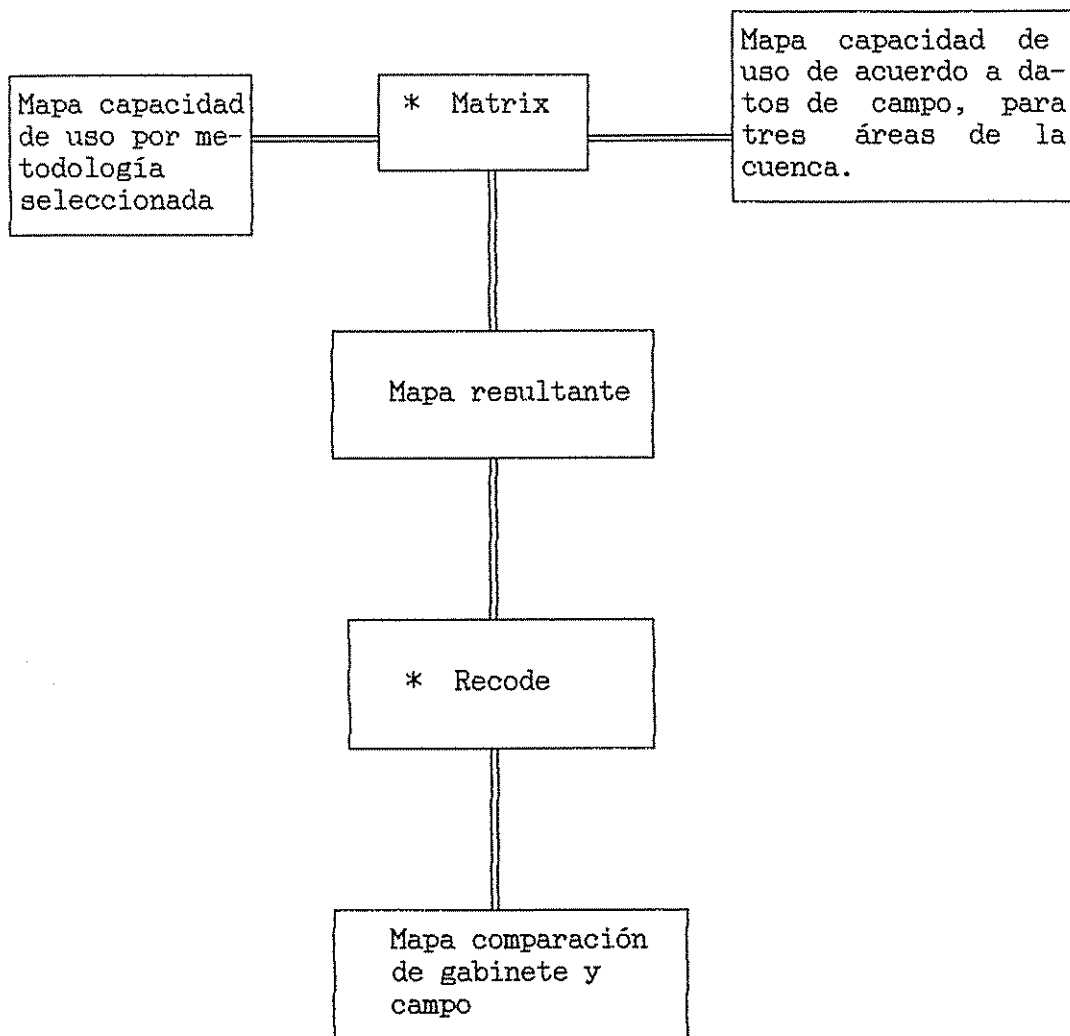 Mapa capacidad
de uso por me-
todología
seleccionada
* Matrix
Mapa capacidad de
uso de acuerdo a da-
tos de campo, para
tres áreas de la
cuenca.
Mapa resultante
* Recode
Mapa comparación
de gabinete y
campo